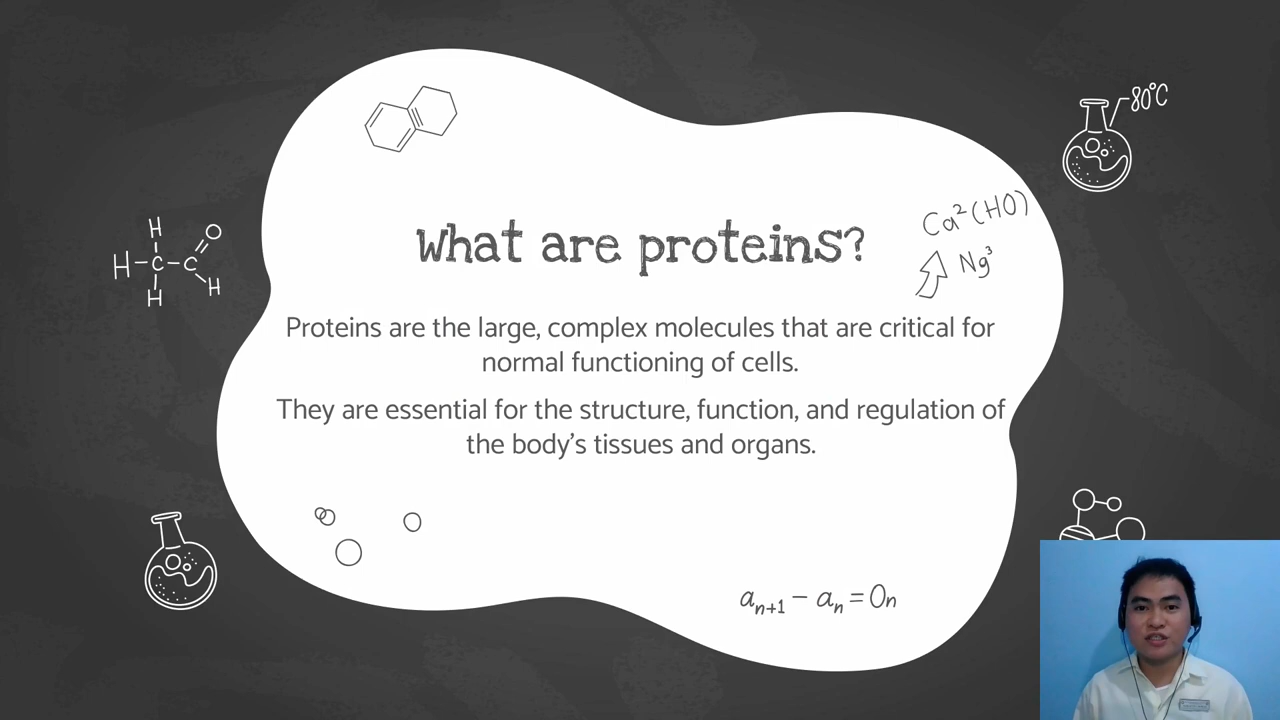 80°C
Ca²(HO)
Ng³
H
O
H-C-C
H
H
What are proteins?
Proteins are the large, complex molecules that are critical for
normal functioning of cells.
They are essential for the structure, function, and regulation of
the body's tissues and organs.
aₙ₊₁ - aₙ = 0n